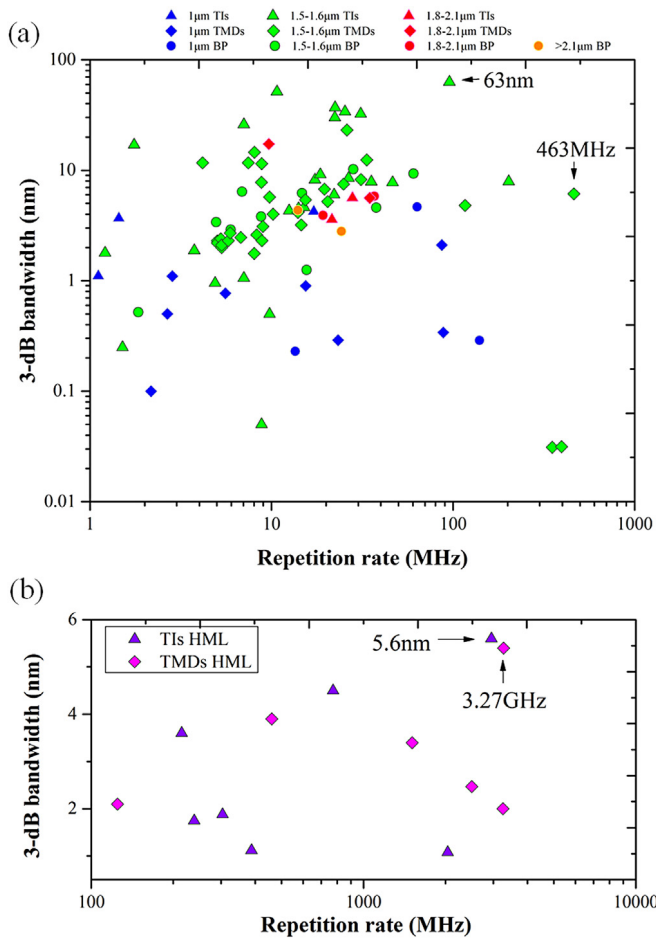 (a)
1μm TIs 1.5-1.6μm TIs 1.8-2.1μm TIs
1μm TMDs 1.5-1.6μm TMDs 1.8-2.1μm TMDs
1μm BP 1.5-1.6μm BP 1.8-2.1μm BP >2.1μm BP
100
63nm
463MHz
10
1
0.1
0.01
3-dB bandwidth (nm)
1 10 100 1000
Repetition rate (MHz)
(b)
6
TIs HML
TMDs HML
5.6nm
3.27GHz
4
2
3-dB bandwidth (nm)
100 1000 10000
Repetition rate (MHz)